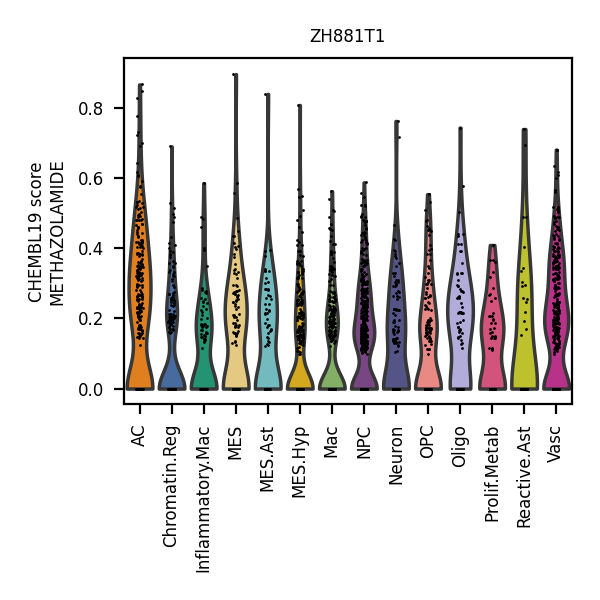 ZH881T1
CHEMBL19 score
METHAZOLAMIDE
0.8
0.6
0.4
0.2
0.0
AC
Chromatin.Reg
Inflammatory.Mac
MES
MES.Ast
MES.Hyp
Mac
NPC
Neuron
OPC
Oligo
Prolif.Metab
Reactive.Ast
Vasc